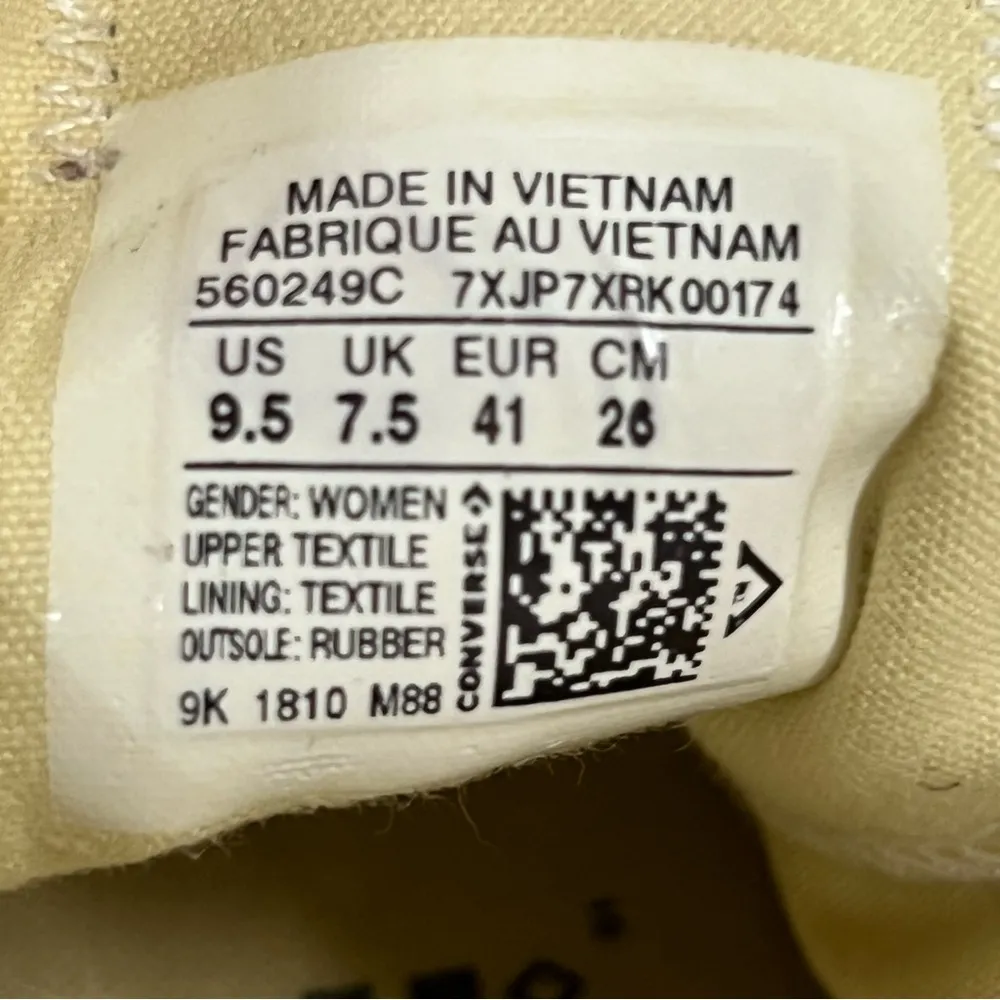 MADE IN VIETNAM
FABRIQUE AU VIETNAM
560249C 7XJP7XRK00174
US UK EUR CM
9.5 7.5 41 26
GENDER: WOMEN
UPPER TEXTILE
LINING: TEXTILE
OUTSOLE: RUBBER
9K 1810 M88
CONVERSE
TM